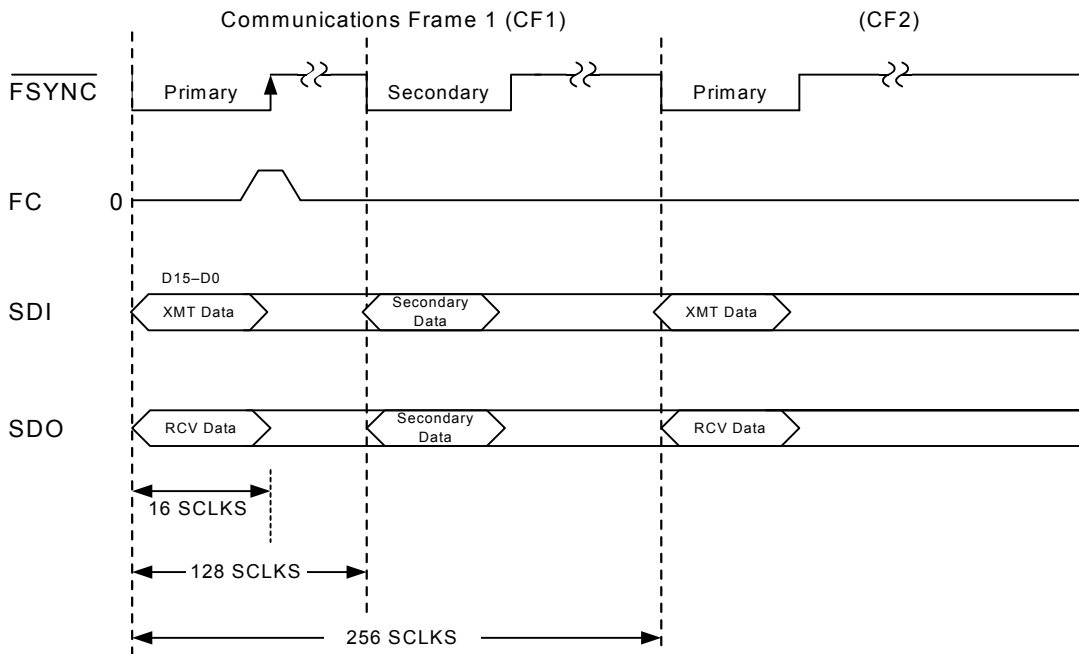 Communications Frame 1 (CF1)
(CF2)
FSYNC
Primary
Secondary
Primary
FC
0
D15–D0
SDI
XMT Data
Secondary
Data
XMT Data
SDO
RCV Data
Secondary
Data
RCV Data
16 SCLKS
128 SCLKS
256 SCLKS